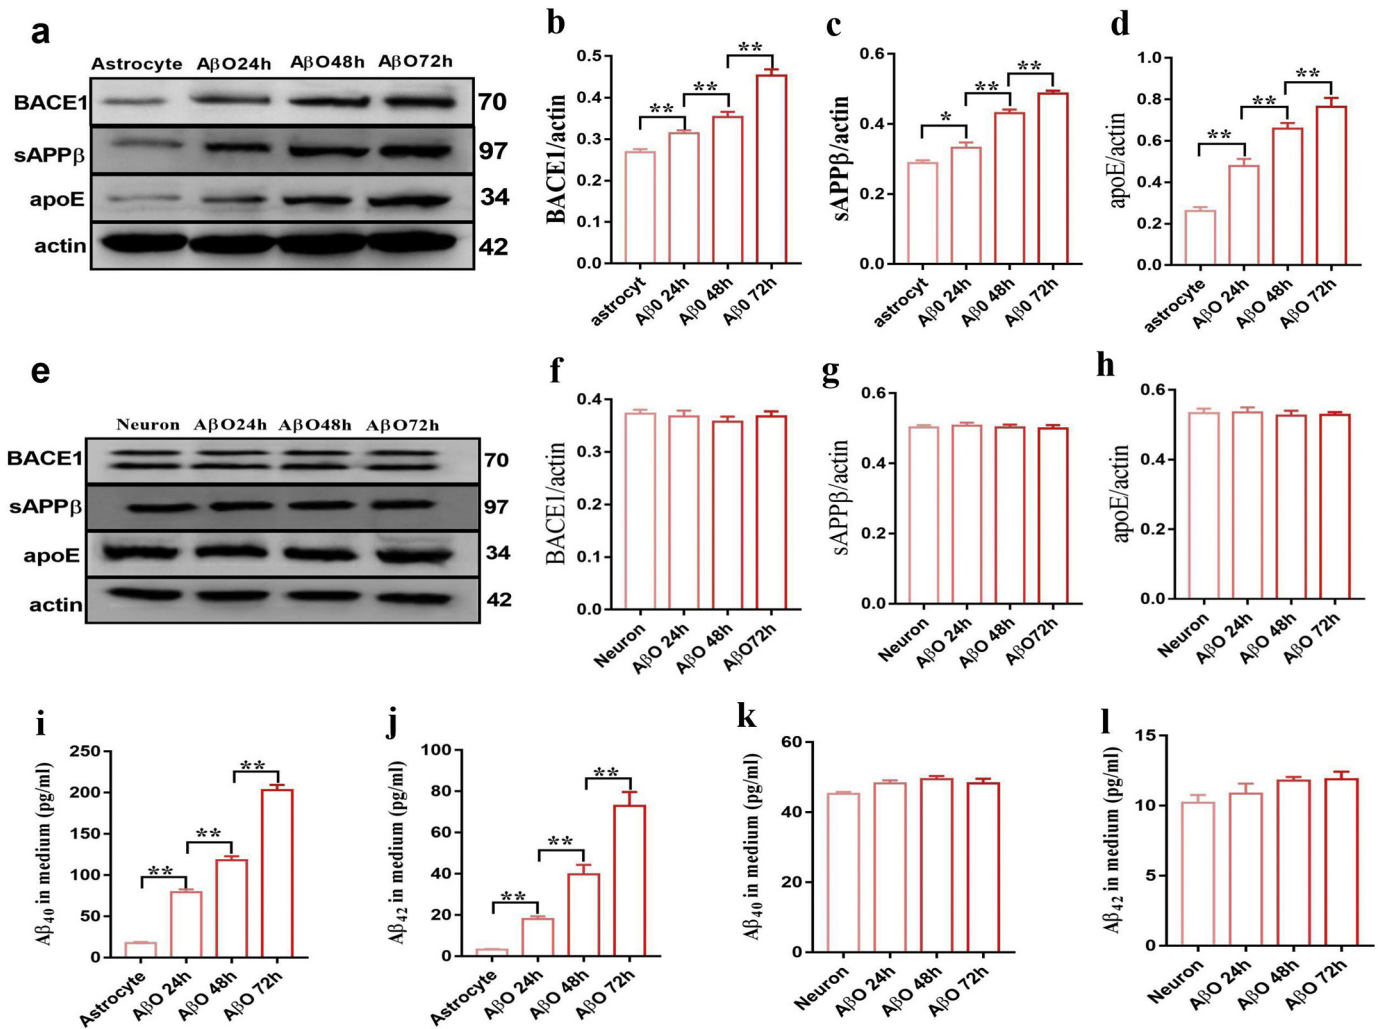 a
Astrocyte AβO24h AβO48h AβO72h
BACE1 70
sAPPβ 97
apoE 34
actin 42
b
BACE1/actin
0.5
0.4
0.3
0.2
0.1
0.0
** ** **
astrocyt Aβ0 24h Aβ0 48h Aβ0 72h
c
sAPPβ/actin
0.6
0.4
0.2
0.0
* ** **
astrocyt Aβ0 24h Aβ0 48h Aβ0 72h
d
apoE/actin
1.0
0.8
0.6
0.4
0.2
0.0
** ** **
astrocyte AβO 24h AβO 48h AβO 72h
e
Neuron AβO24h AβO48h AβO72h
BACE1 70
sAPPβ 97
apoE 34
actin 42
f
BACE1/actin
0.4
0.3
0.2
0.1
0.0
Neuron AβO 24h AβO 48h AβO72h
g
sAPPβ/actin
0.6
0.4
0.2
0.0
Neuron AβO 24h AβO 48h AβO72h
h
apoE/actin
0.6
0.4
0.2
0.0
Neuron AβO 24h AβO 48h AβO 72h
i
Aβ40 in medium (pg/ml)
250
200
150
100
50
0
** ** **
Astrocyte AβO 24h AβO 48h AβO 72h
j
Aβ42 in medium (pg/ml)
100
80
60
40
20
0
** ** **
Astrocyte AβO 24h AβO 48h AβO 72h
k
Aβ40 in medium (pg/ml)
60
40
20
0
Neuron AβO 24h AβO 48h AβO 72h
l
Aβ42 in medium (pg/ml)
15
10
5
0
Neuron AβO 24h AβO 48h AβO 72h